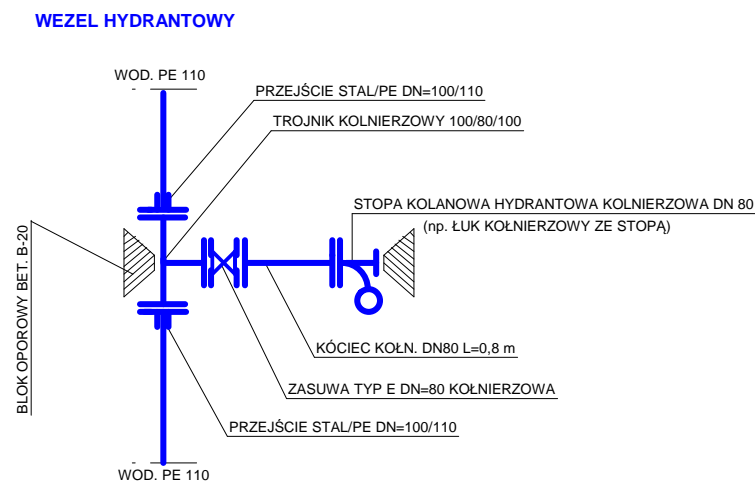 WEZEL HYDRANTOWY
WOD. PE 110
PRZEJŚCIE STAL/PE DN=100/110
TROJNIK KOLNIERZOWY 100/80/100
STOPA KOLANOWA HYDRANTOWA KOLNIERZOWA DN 80
(np. ŁUK KOŁNIERZOWY ZE STOPĄ)
BLOK OPOROWY BET. B-20
KÓCIEC KOŁN. DN80 L=0,8 m
ZASUWA TYP E DN=80 KOŁNIERZOWA
PRZEJŚCIE STAL/PE DN=100/110
WOD. PE 110